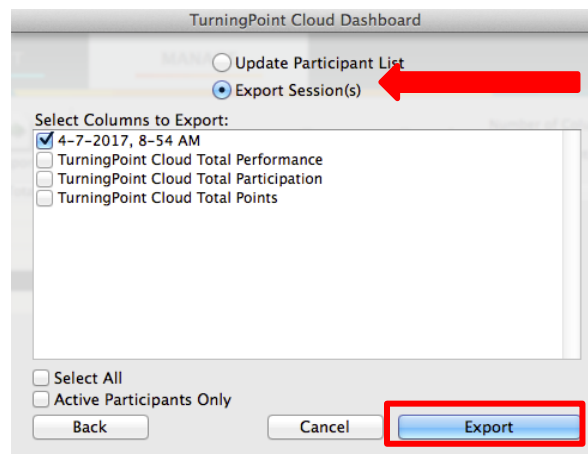 TurningPoint Cloud Dashboard
Update Participant List
Export Session(s)
Select Columns to Export:
4-7-2017, 8-54 AM
TurningPoint Cloud Total Performance
TurningPoint Cloud Total Participation
TurningPoint Cloud Total Points
Select All
Active Participants Only
Back Cancel Export